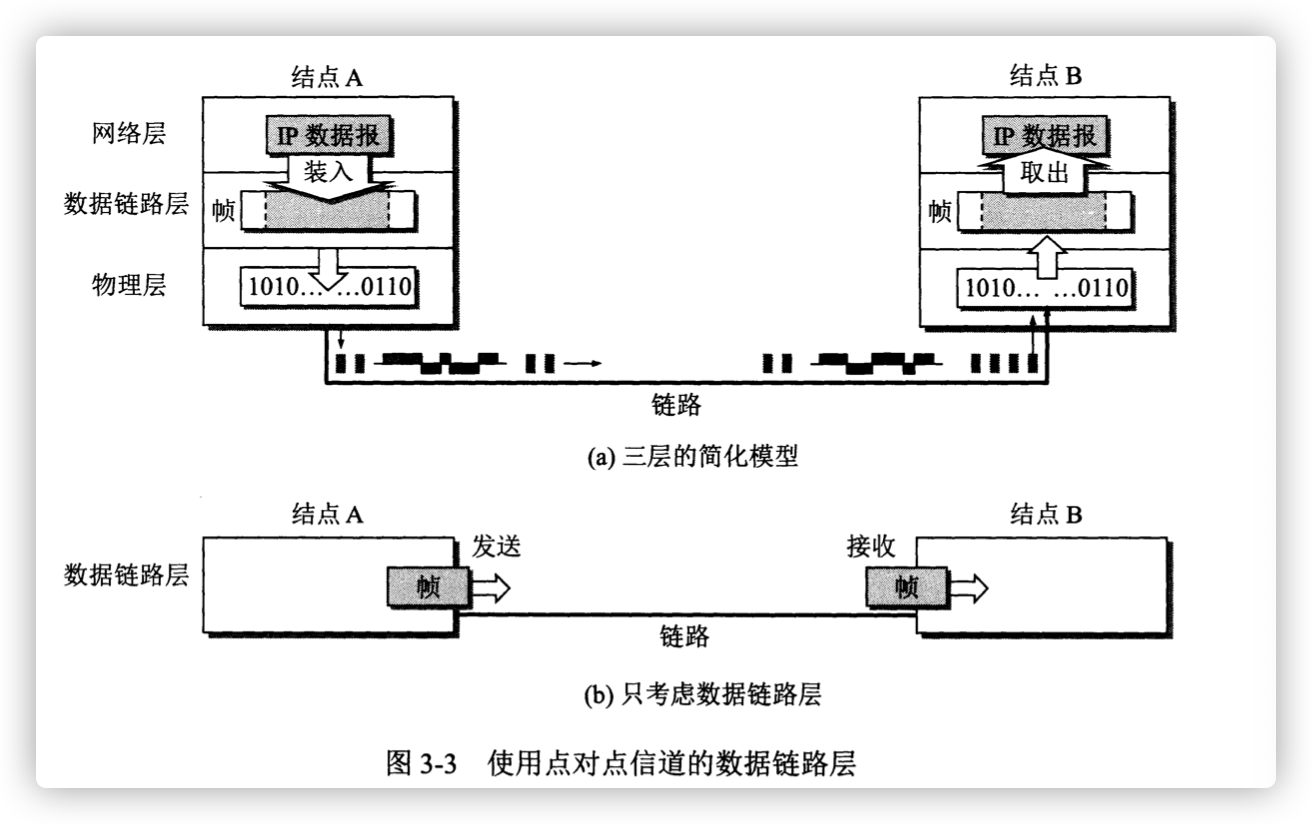 结点 A
结点 B
网络层
IP 数据报
IP 数据报
装入
取出
数据链路层
帧
帧
物理层
1010… …0110
1010… …0110
链路
(a) 三层的简化模型
结点 A
结点 B
发送
接收
数据链路层
帧
帧
链路
(b) 只考虑数据链路层
图 3-3 使用点对点信道的数据链路层